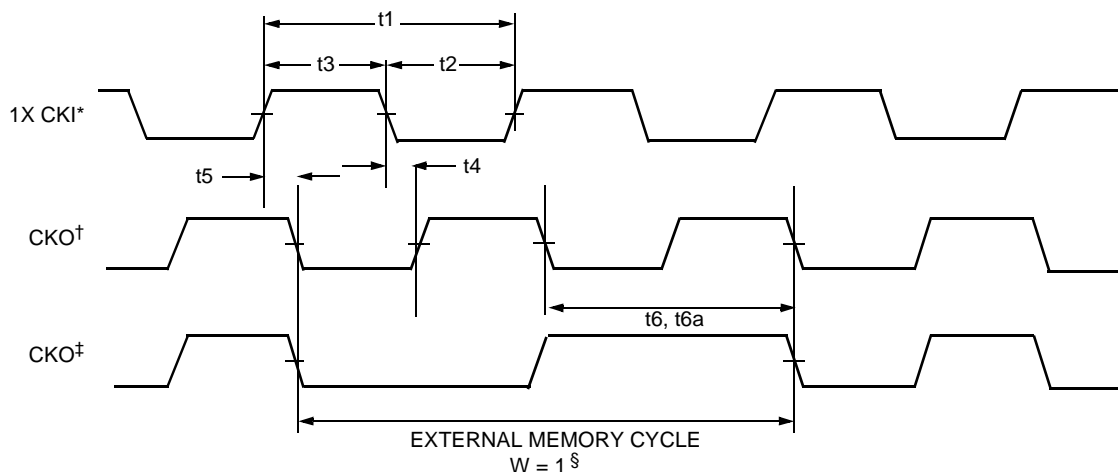 t1
t3
t2
1X CKI*
t5
t4
CKO†
t6, t6a
CKO‡
EXTERNAL MEMORY CYCLE
W = 1 §